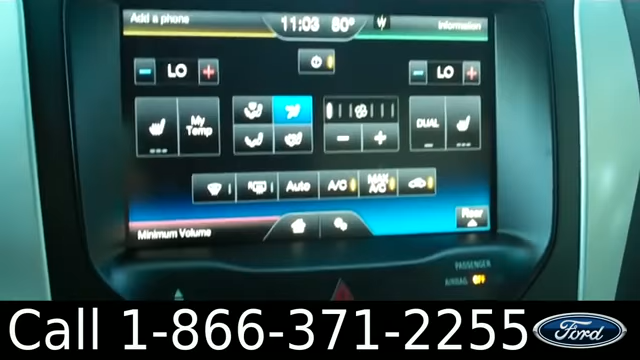 Add a phone 11:03 80° Information
LO LO
My Temp
DUAL
Auto A/C MAX A/C
Rear
Minimum Volume
PASSENGER
AIRBAG OFF
Call 1-866-371-2255 Ford